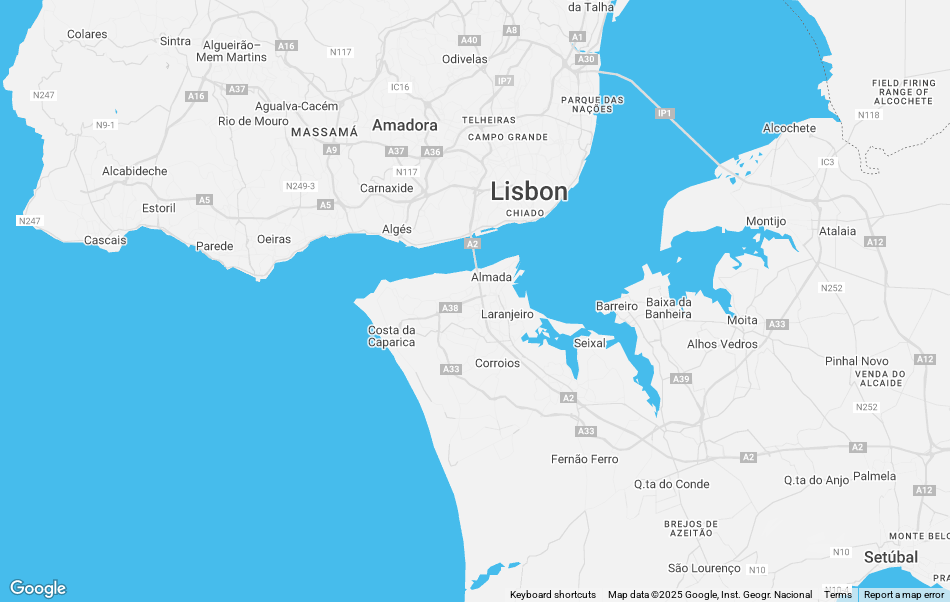 da Talha
Colares
Sintra
Algueirão–
Mem Martins
A16
N117
A40
A8
A1
Odivelas
A30
IP7
IC16
A37
A16
N247
FIELD FIRING
RANGE OF
ALCOCHETE
Agualva-Cacém
PARQUE DAS
NAÇÕES
IP1
N118
N9-1
Rio de Mouro
MASSAMÁ
Amadora
TELHEIRAS
CAMPO GRANDE
Alcochete
A9
A37
A36
IC3
Alcabideche
N117
N249-3
Carnaxide
Lisbon
A5
A5
CHIADO
Estoril
N247
Montijo
Atalaia
Cascais
Parede
Oeiras
Algés
A2
A12
Almada
N252
Barreiro
Baixa da
Banheira
A38
Laranjeiro
Moita
A33
Costa da
Caparica
Seixal
Alhos Vedros
Corroios
A33
Pinhal Novo
A12
A39
VENDA DO
ALCAIDE
A2
N252
A33
A2
A2
Fernão Ferro
Q.ta do Conde
Q.ta do Anjo
Palmela
A12
BREJOS DE
AZEITÃO
MONTE BELO
N10
Setúbal
São Lourenço
N10
PRA
N10-4
Google
Keyboard shortcuts
Map data ©2025 Google, Inst. Geogr. Nacional
Terms
Report a map error